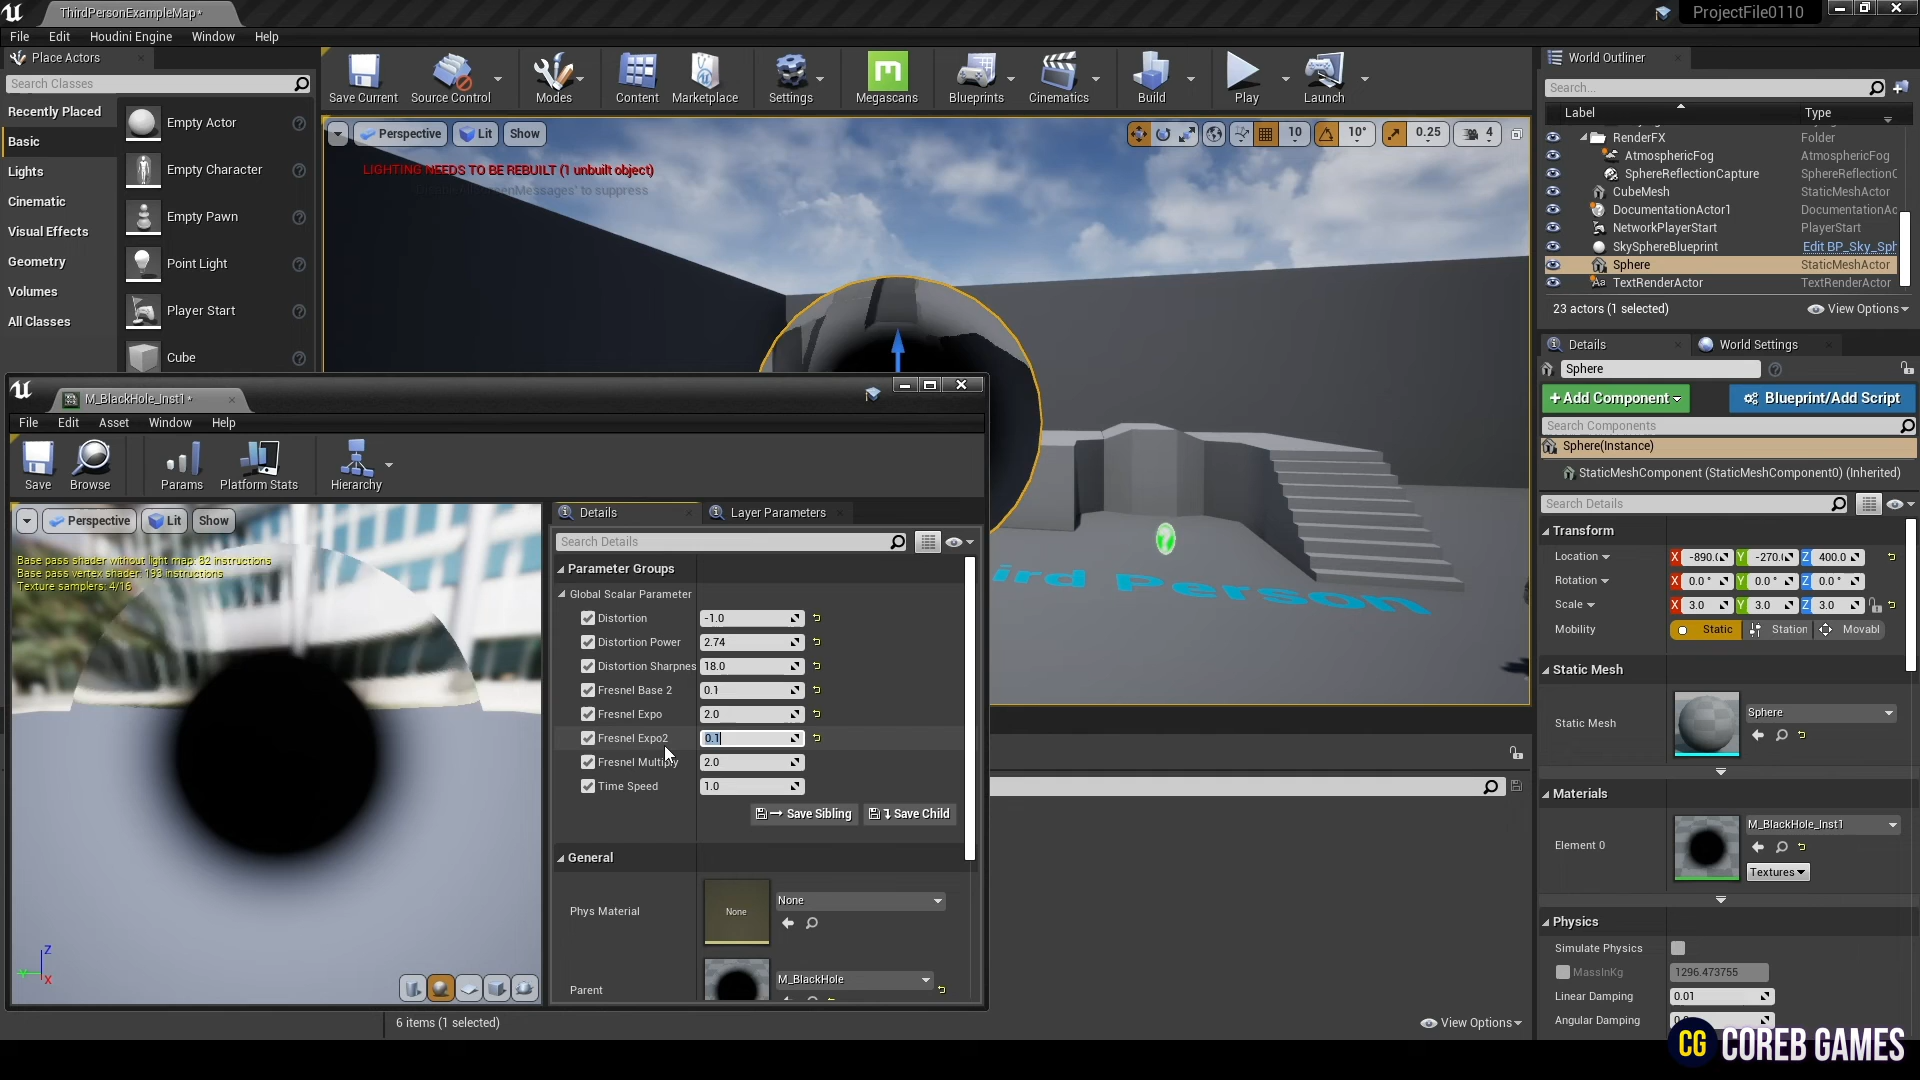 ThirdPersonExampleMap*
ProjectFile0110
File Edit Houdini Engine Window Help
Place Actors
Search Classes
Recently Placed
Basic
Lights
Cinematic
Visual Effects
Geometry
Volumes
All Classes
Empty Actor
Empty Character
Empty Pawn
Point Light
Player Start
Cube
Save Current Source Control Modes Content Marketplace Settings Megascans Blueprints Cinematics Build Play Launch
Perspective Lit Show
10 10° 0.25 4
LIGHTING NEEDS TO BE REBUILT (1 unbuilt object)
to suppress
ird Person
World Outliner
Search...
Label Type
RenderFX Folder
AtmosphericFog AtmosphericFog
SphereReflectionCapture SphereReflectionC
CubeMesh StaticMeshActor
DocumentationActor1 DocumentationAc
NetworkPlayerStart PlayerStart
SkySphereBlueprint Edit BP_Sky_Sph
Sphere StaticMeshActor
TextRenderActor TextRenderActor
23 actors (1 selected) View Options
Details World Settings
Sphere
+Add Component Blueprint/Add Script
Search Components
Sphere(Instance)
StaticMeshComponent (StaticMeshComponent0) (Inherited)
Search Details
Transform
Location X -890.( Y -270.( Z 400.0
Rotation X 0.0° Y 0.0° Z 0.0°
Scale X 3.0 Y 3.0 Z 3.0
Mobility Static Station Movabl
Static Mesh
Static Mesh Sphere
Materials
Element 0 M_BlackHole_Inst1
Textures
Physics
Simulate Physics
MassInKg 1296.473755
Linear Damping 0.01
Angular Damping
M_BlackHole_Inst1*
File Edit Asset Window Help
Save Browse Params Platform Stats Hierarchy
Perspective Lit Show
Base pass shader without light map: 82 instructions
Base pass vertex shader: 193 instructions
Texture samplers: 4/16
Z
Y
X
Details Layer Parameters
Search Details
Parameter Groups
Global Scalar Parameter
Distortion -1.0
Distortion Power 2.74
Distortion Sharpnes 18.0
Fresnel Base 2 0.1
Fresnel Expo 2.0
Fresnel Expo2 0.1
Fresnel Multiply 2.0
Time Speed 1.0
Save Sibling Save Child
General
Phys Material None None
Parent M_BlackHole
6 items (1 selected) View Options
CG COREB GAMES